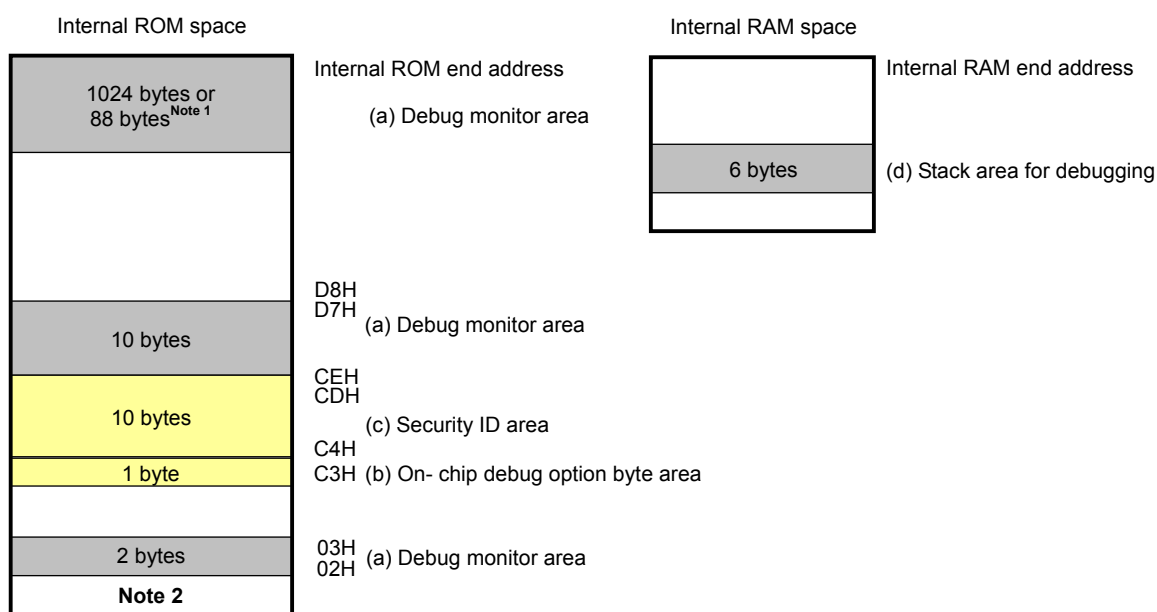 Internal ROM space
Internal ROM end address
1024 bytes or
88 bytesNote 1
(a) Debug monitor area
D8H
D7H
(a) Debug monitor area
10 bytes
CEH
CDH
10 bytes
(c) Security ID area
C4H
1 byte
C3H (b) On- chip debug option byte area
03H
2 bytes
(a) Debug monitor area
02H
Note 2
Internal RAM space
Internal RAM end address
6 bytes
(d) Stack area for debugging